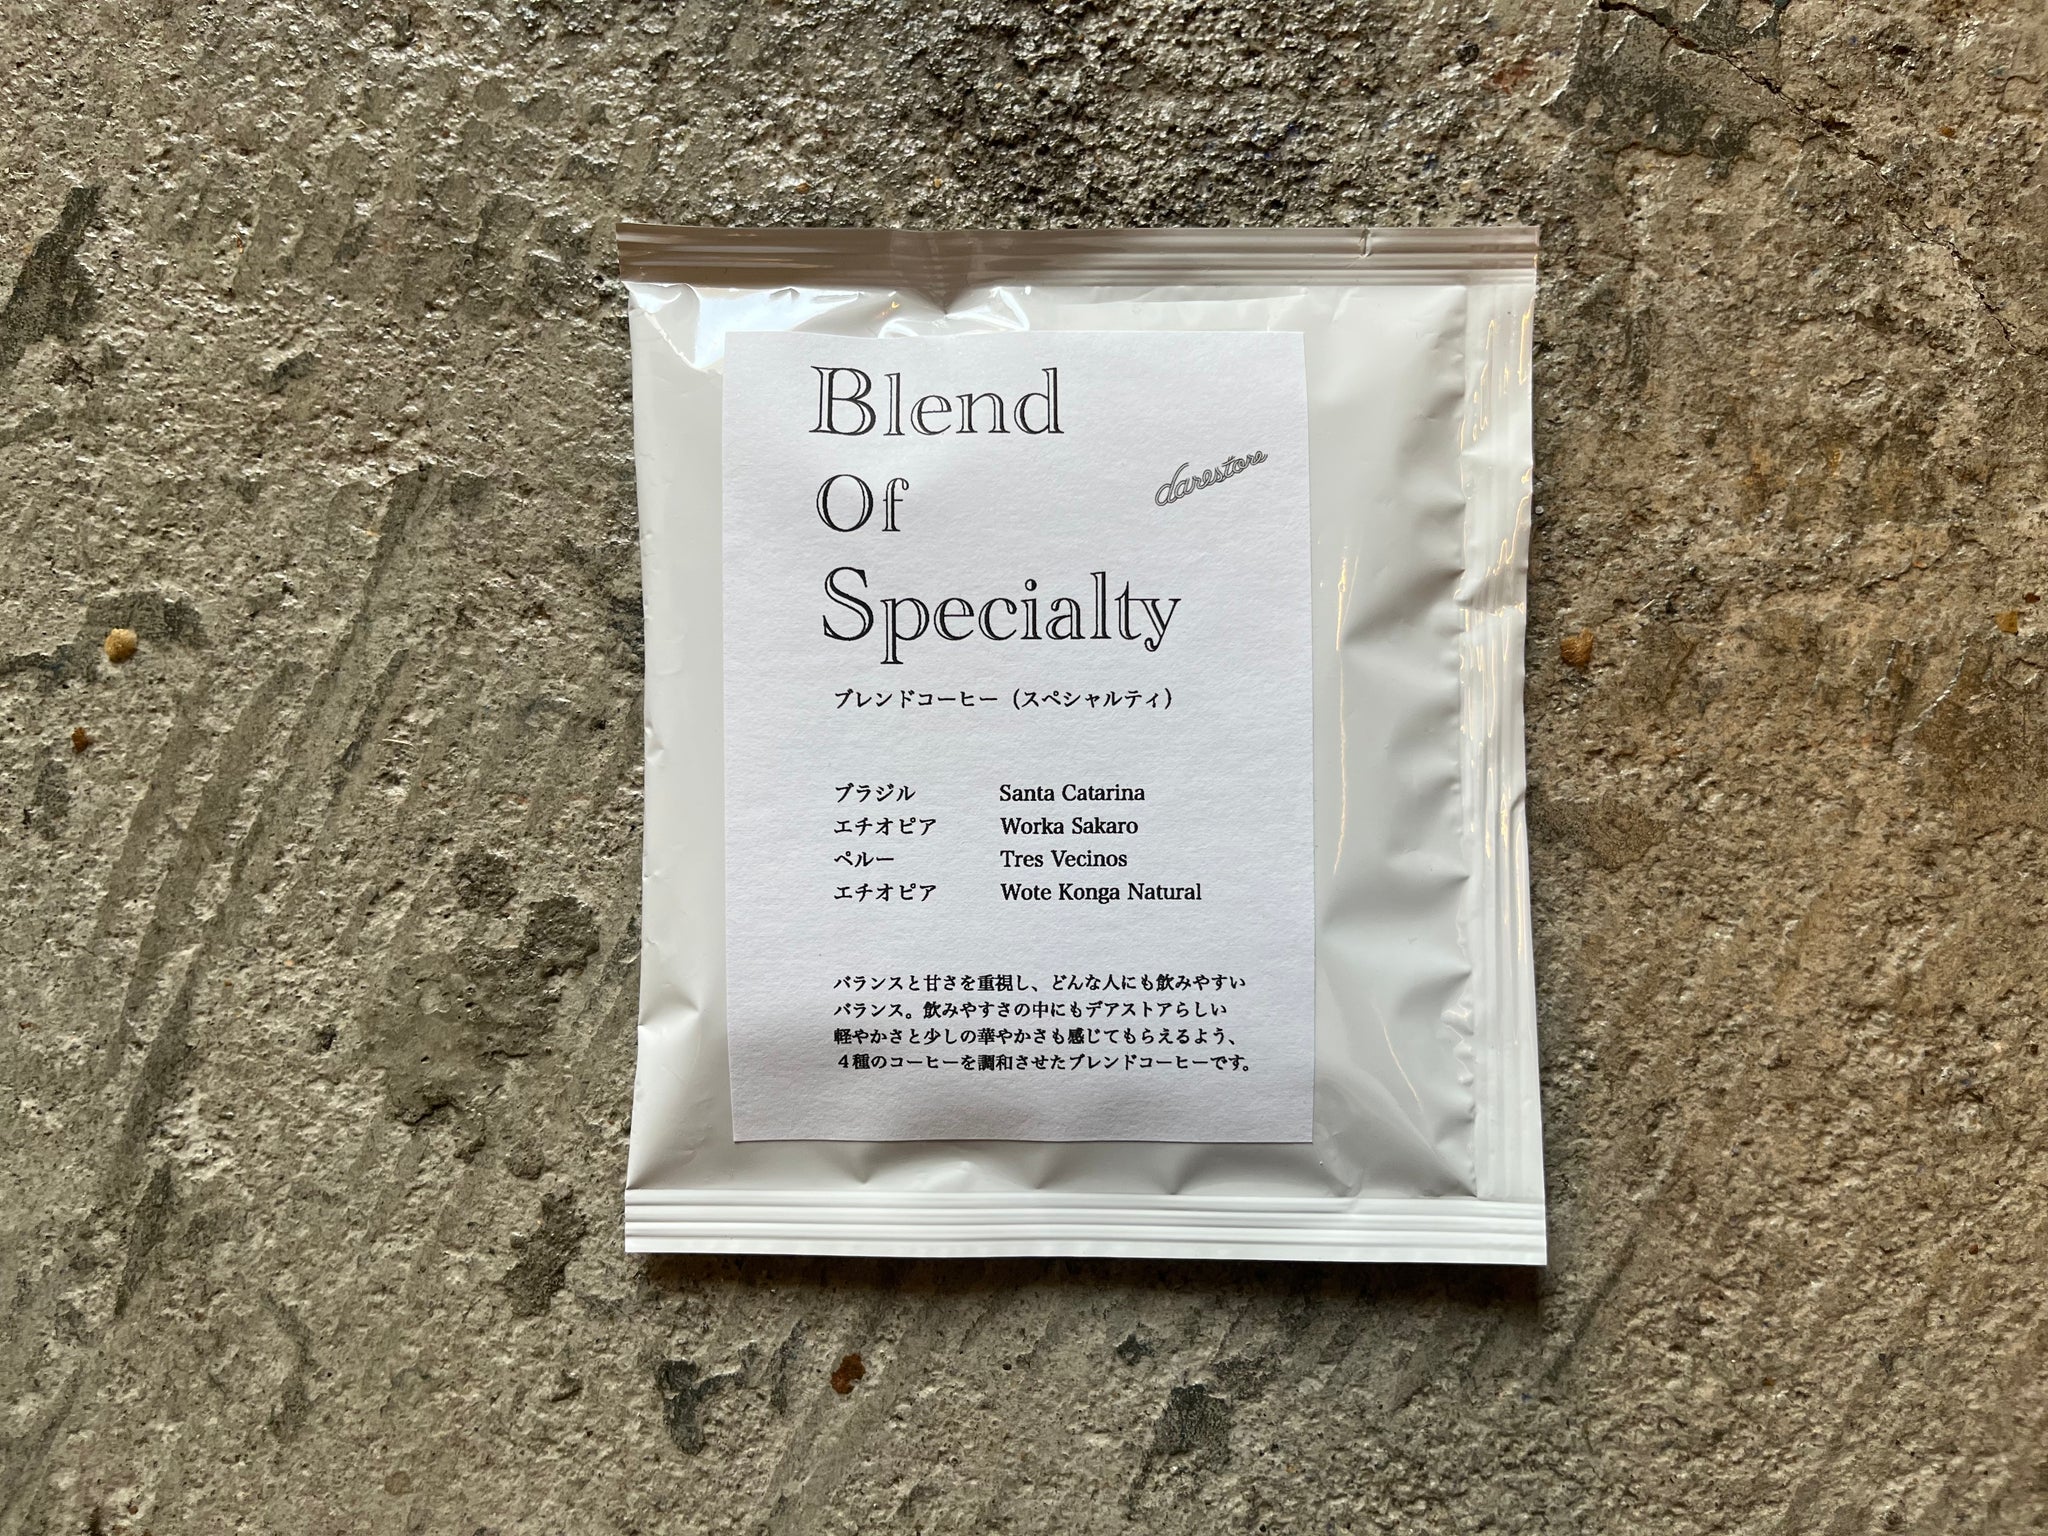 Blend
Of
darestore
Specialty
ブレンドコーヒー（スペシャルティ）
ブラジル Santa Catarina
エチオピア Worka Sakaro
ペルー Tres Vecinos
エチオピア Wote Konga Natural
バランスと甘さを重視し、どんな人にも飲みやすい
バランス。飲みやすさの中にもデアストアらしい
軽やかさと少しの華やかさも感じてもらえるよう、
４種のコーヒーを調和させたブレンドコーヒーです。